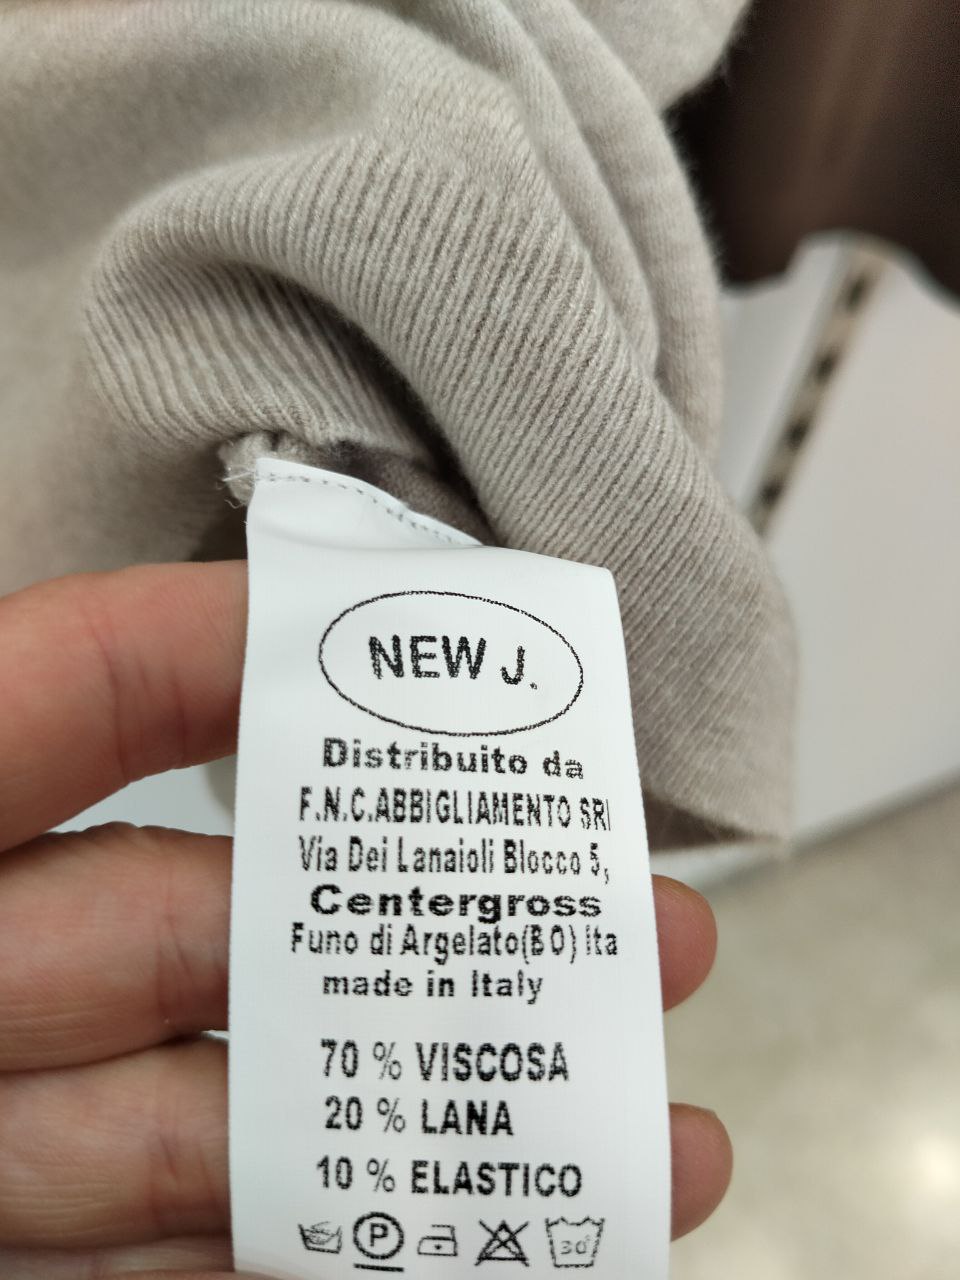 NEW J.
Distribuito da
F.N.C.ABBIGLIAMENTO SRl
Via Dei Lanaioli Blocco 5,
Centergross
Funo di Argelato(BO) Ita
made in Italy
70 % VISCOSA
20 % LANA
10 % ELASTICO
P
30°